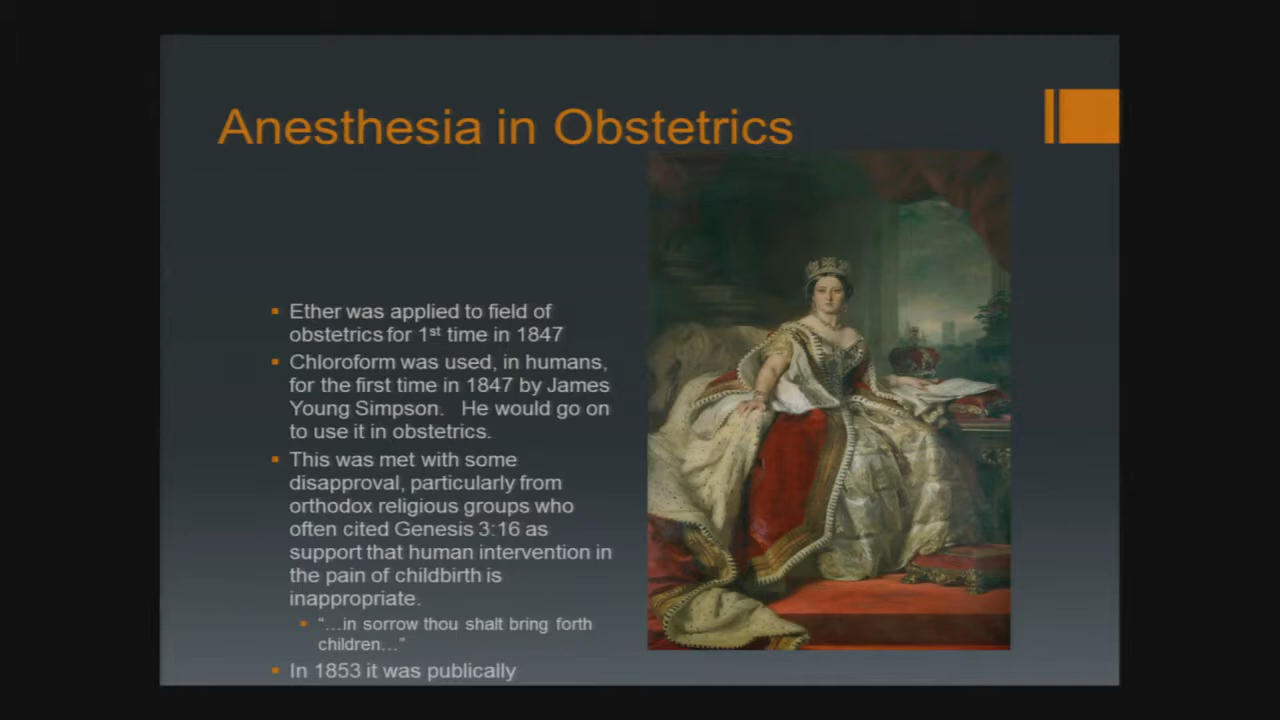 Anesthesia in Obstetrics
▪ Ether was applied to field of
obstetrics for 1st time in 1847
▪ Chloroform was used, in humans,
for the first time in 1847 by James
Young Simpson. He would go on
to use it in obstetrics.
▪ This was met with some
disapproval, particularly from
orthodox religious groups who
often cited Genesis 3:16 as
support that human intervention in
the pain of childbirth is
inappropriate.
▪ “…in sorrow thou shalt bring forth
children…”
▪ In 1853 it was publically